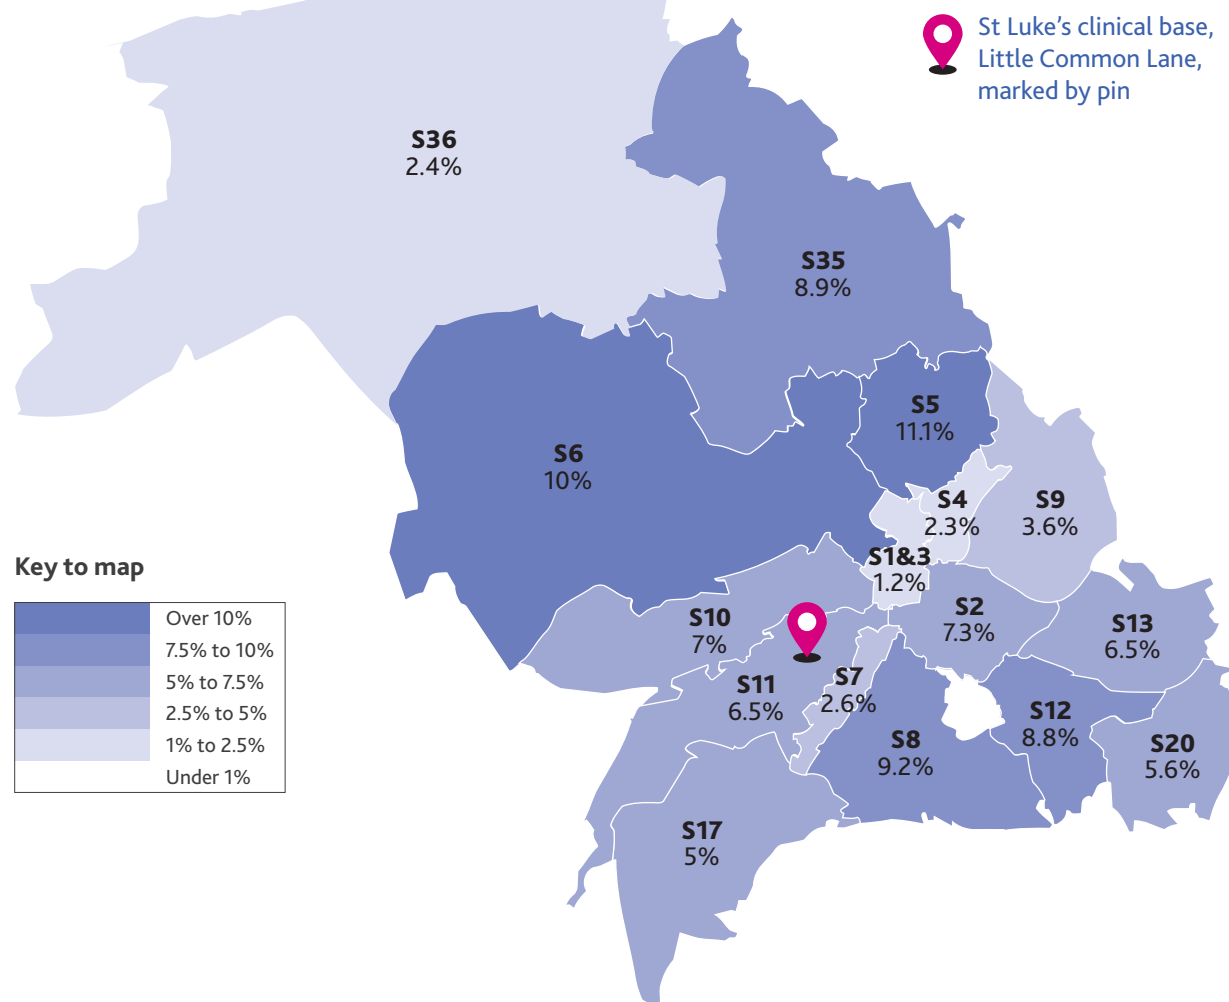 St Luke’s clinical base,
Little Common Lane,
marked by pin
S36
2.4%
S35
8.9%
S5
11.1%
S6
10%
S4
2.3%
S9
3.6%
S1&3
1.2%
S10
7%
S2
7.3%
S13
6.5%
S11
6.5%
S7
2.6%
S12
8.8%
S8
9.2%
S20
5.6%
S17
5%
Key to map
Over 10%
7.5% to 10%
5% to 7.5%
2.5% to 5%
1% to 2.5%
Under 1%